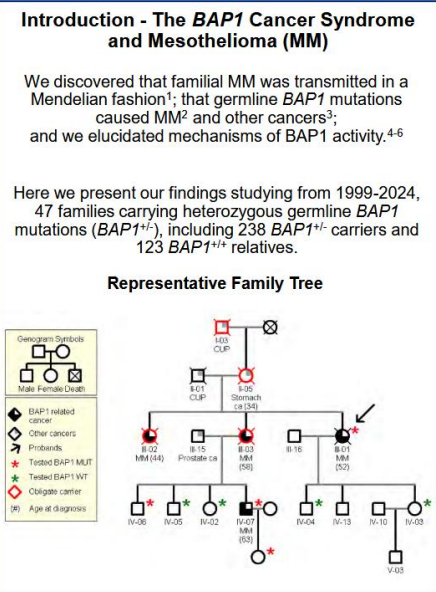 Introduction - The BAP1 Cancer Syndrome
and Mesothelioma (MM)
We discovered that familial MM was transmitted in a
Mendelian fashion¹; that germline BAP1 mutations
caused MM² and other cancers³;
and we elucidated mechanisms of BAP1 activity.⁴⁻⁶
Here we present our findings studying from 1999-2024,
47 families carrying heterozygous germline BAP1
mutations (BAP1⁺/⁻), including 238 BAP1⁺/⁻ carriers and
123 BAP1⁺/⁺ relatives.
Representative Family Tree
Genogram Symbols
Male Female Death
BAP1 related
cancer
Other cancers
Probands
* Tested BAP1 MUT
* Tested BAP1 WT
Obligate carrier
(#) Age at diagnosis
I-03
CUP
II-01
CUP
II-05
Stomach
ca (34)
III-02
MM (44)
III-15
Prostate ca
III-03
MM
(58)
III-16
III-01
MM
(52)
*
IV-06
*
IV-05
*
IV-02
*
IV-07
MM
(63)
*
IV-04
*
IV-13
IV-10
IV-03
*
*
V-03